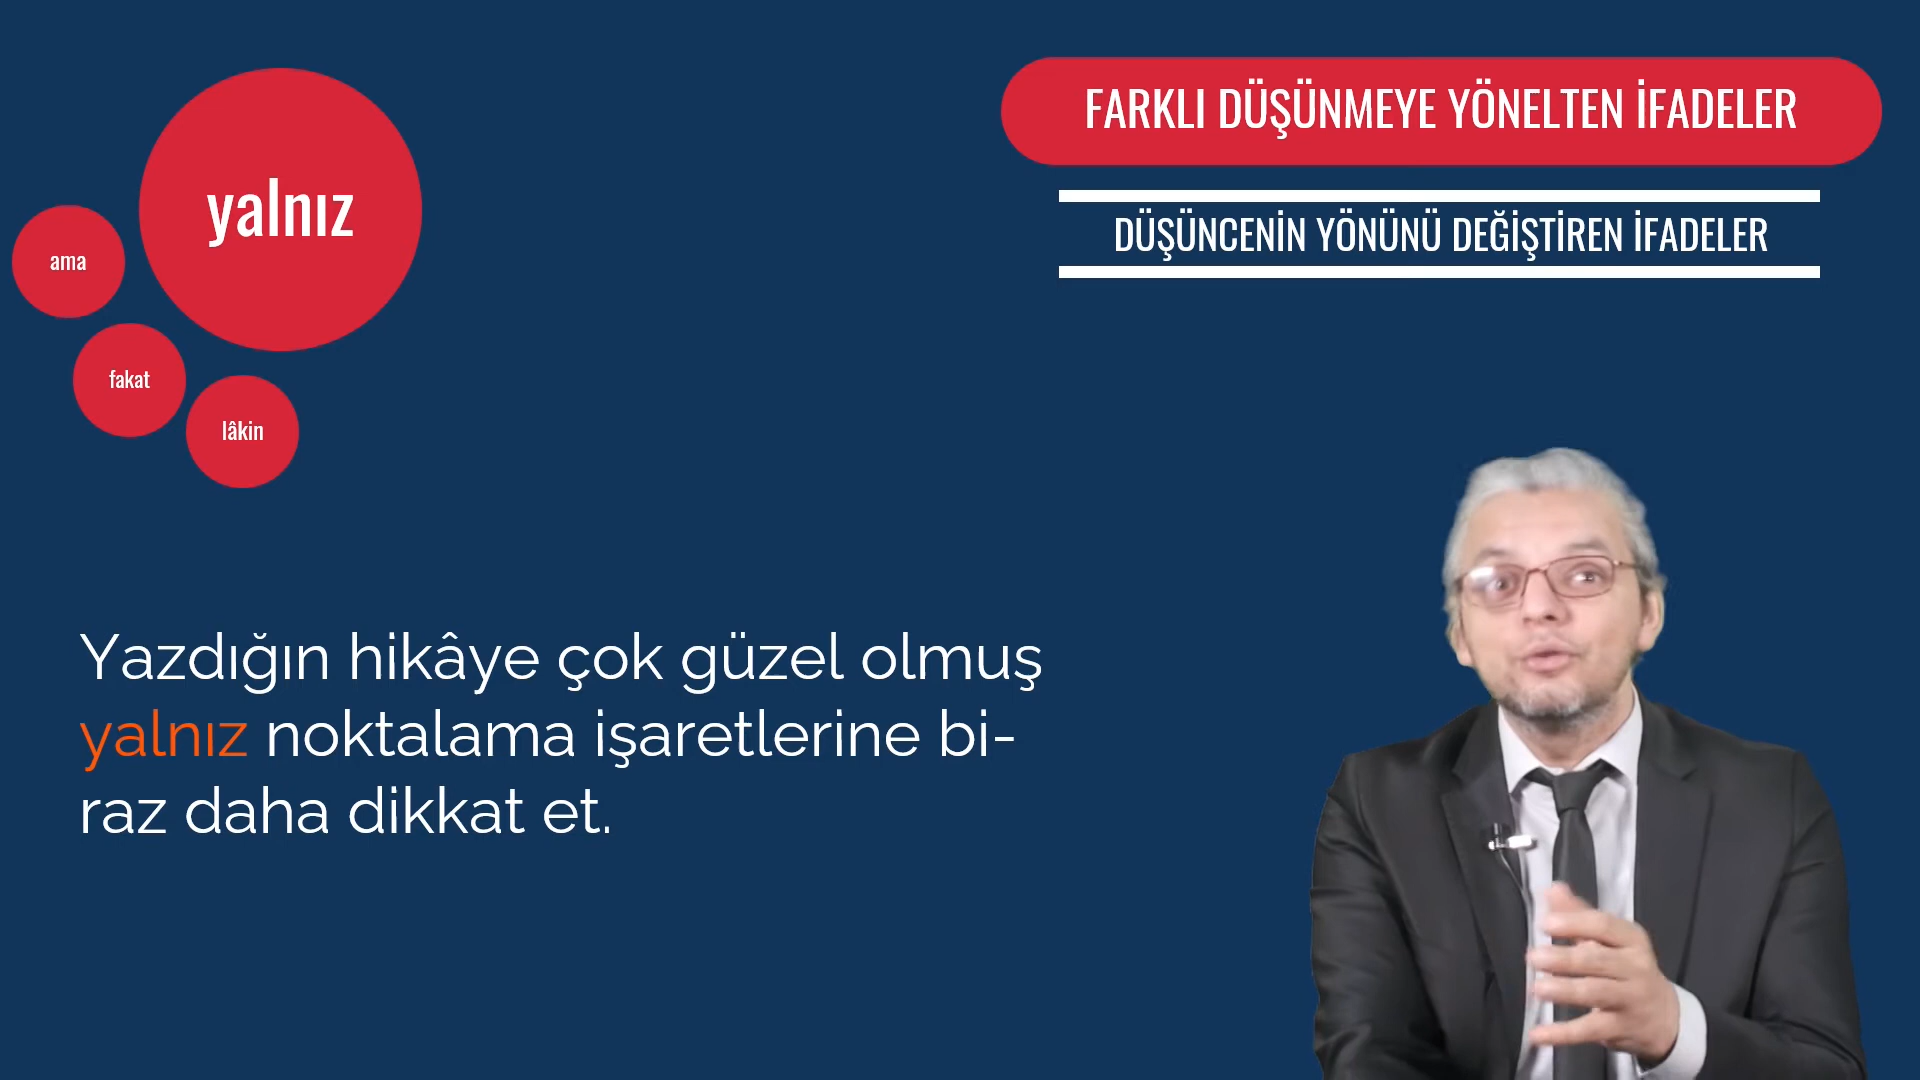 FARKLI DÜŞÜNMEYE YÖNELTEN İFADELER
DÜŞÜNCENİN YÖNÜNÜ DEĞİŞTİREN İFADELER
yalnız
ama
fakat
lâkin
Yazdığın hikâye çok güzel olmuş
yalnız noktalama işaretlerine bi-
raz daha dikkat et.